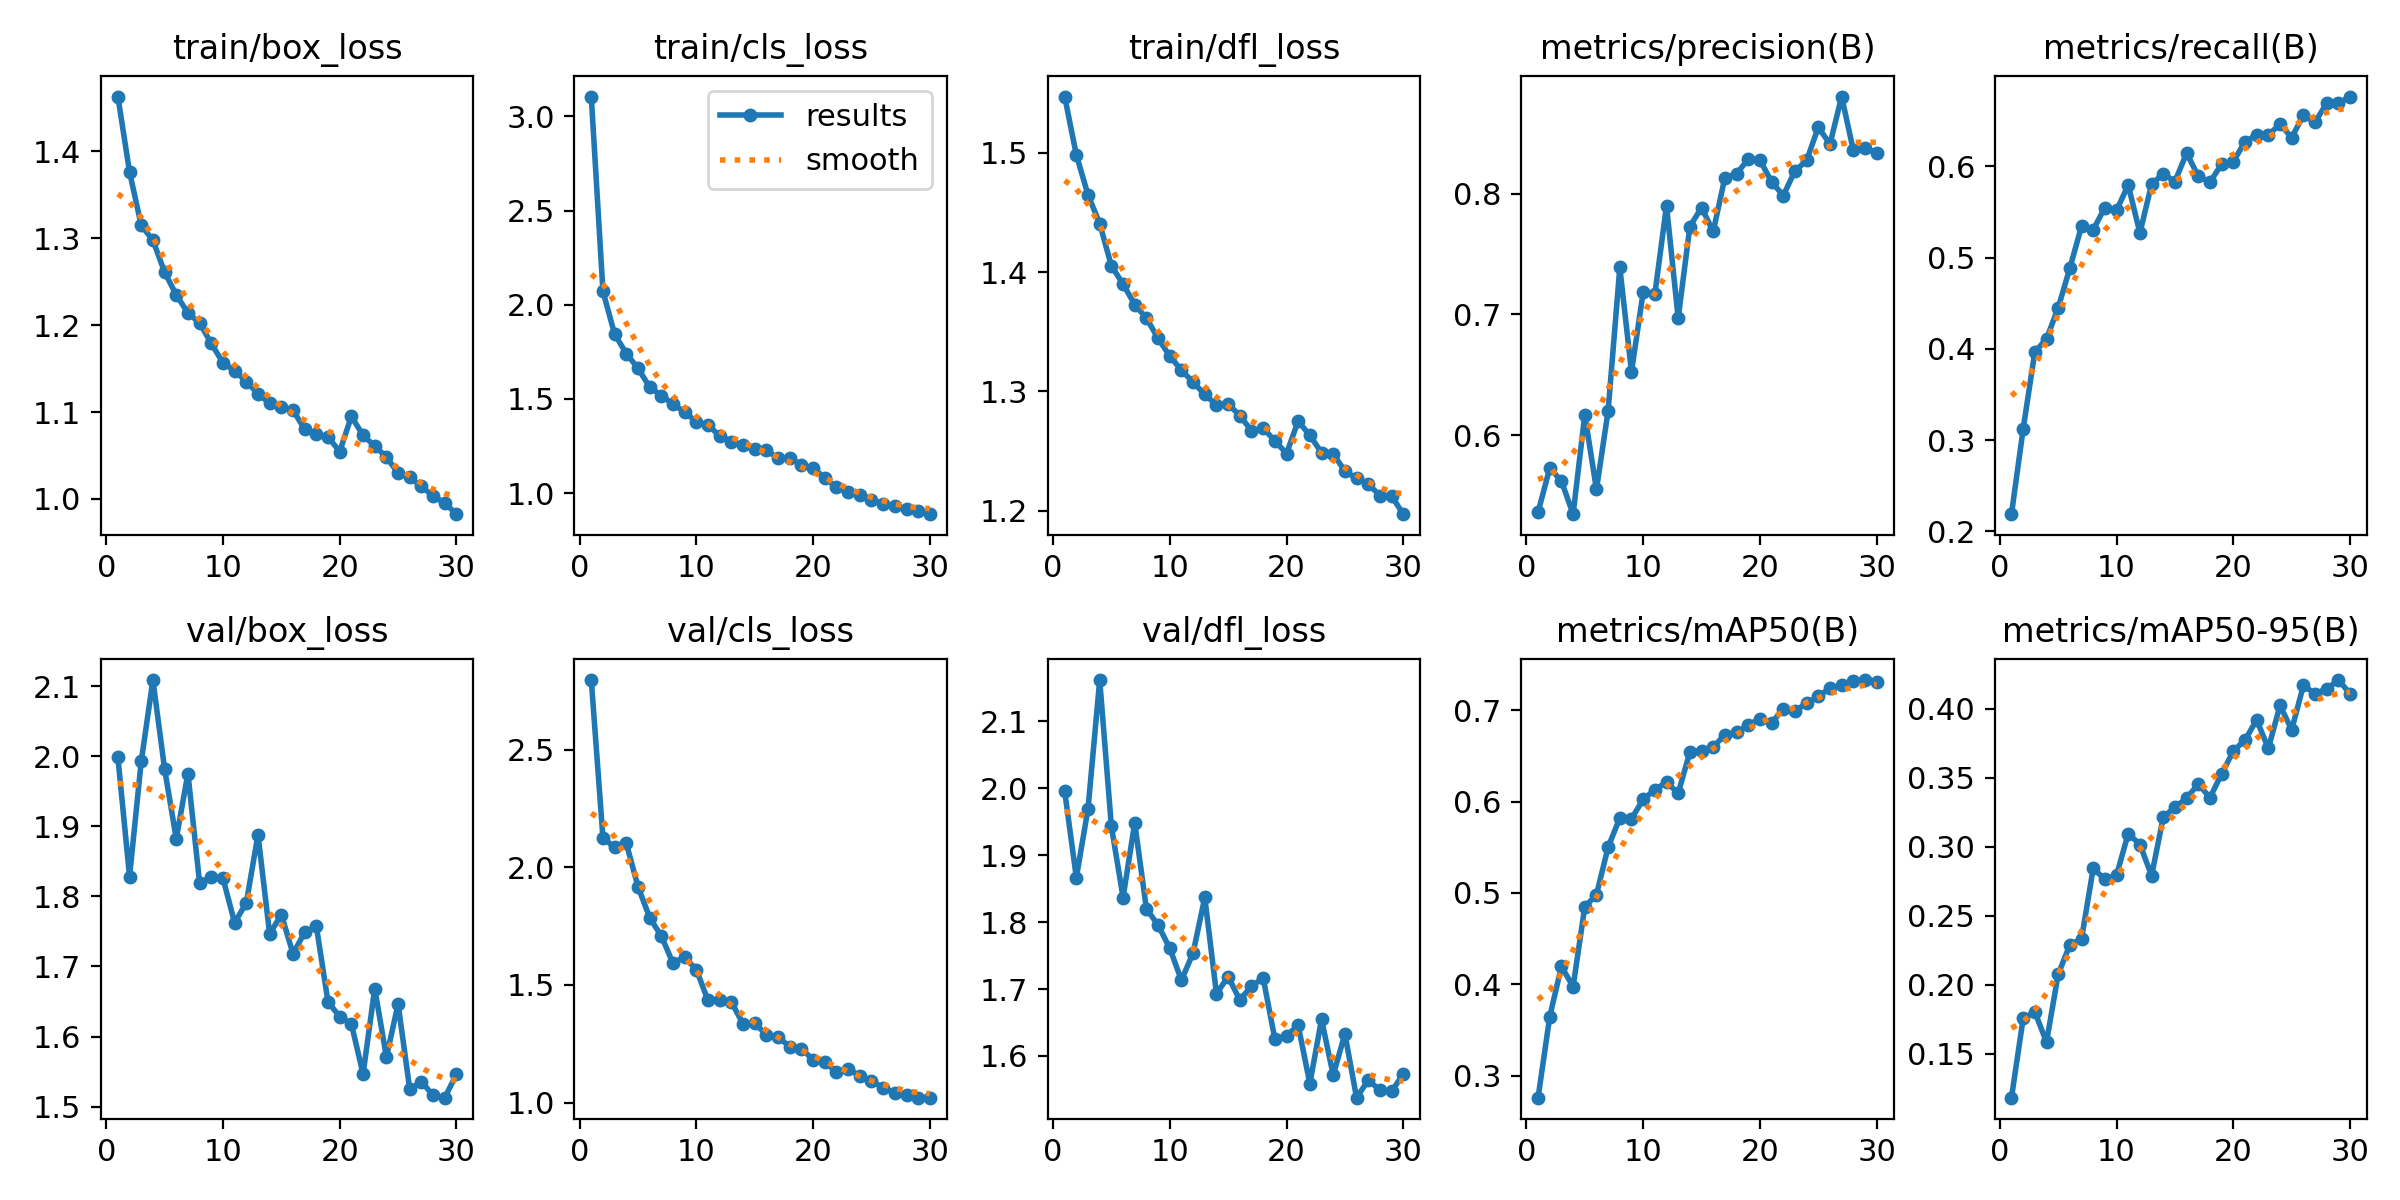 train/box_loss
1.4
1.3
1.2
1.1
1.0
0 10 20 30
train/cls_loss
results
smooth
3.0
2.5
2.0
1.5
1.0
0 10 20 30
train/dfl_loss
1.5
1.4
1.3
1.2
0 10 20 30
metrics/precision(B)
0.8
0.7
0.6
0 10 20 30
metrics/recall(B)
0.6
0.5
0.4
0.3
0.2
0 10 20 30
val/box_loss
2.1
2.0
1.9
1.8
1.7
1.6
1.5
0 10 20 30
val/cls_loss
2.5
2.0
1.5
1.0
0 10 20 30
val/dfl_loss
2.1
2.0
1.9
1.8
1.7
1.6
0 10 20 30
metrics/mAP50(B)
0.7
0.6
0.5
0.4
0.3
0 10 20 30
metrics/mAP50-95(B)
0.40
0.35
0.30
0.25
0.20
0.15
0 10 20 30